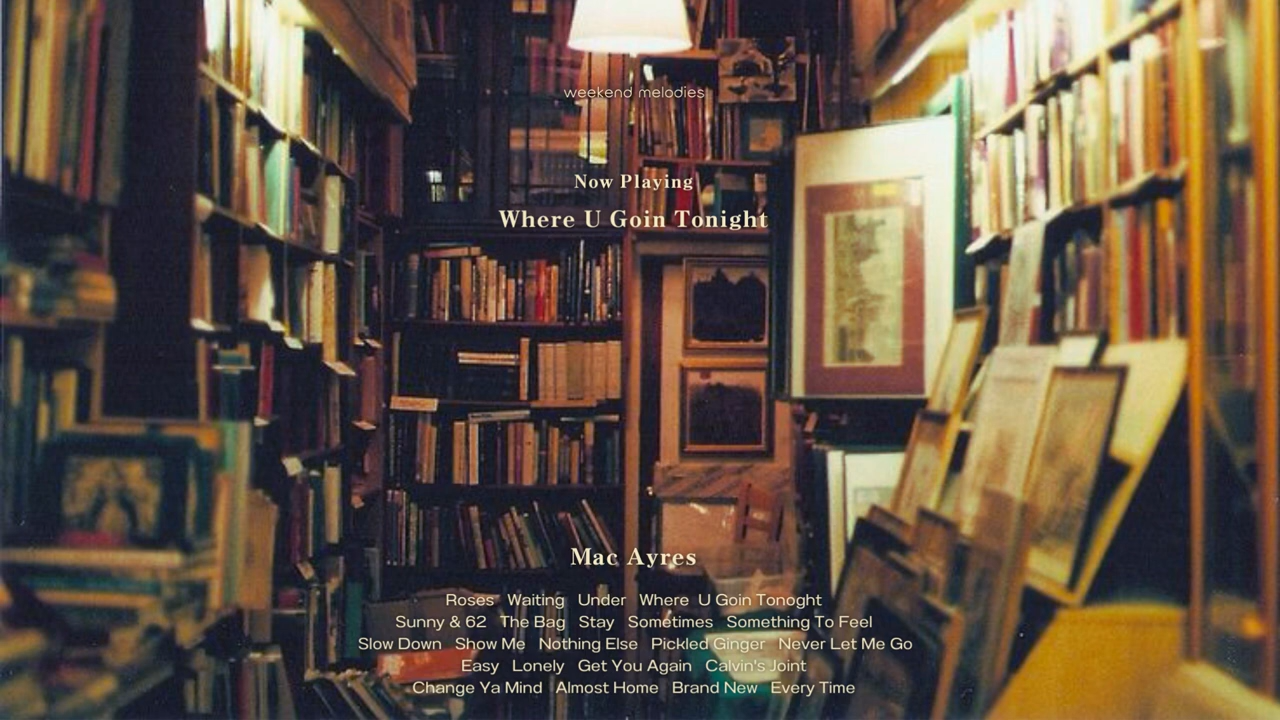 weekend melodies
Now Playing
Where U Goin Tonight
Mac Ayres
Roses Waiting Under Where U Goin Tonoght
Sunny & 62 The Bag Stay Sometimes Something To Feel
Slow Down Show Me Nothing Else Pickled Ginger Never Let Me Go
Easy Lonely Get You Again Calvin's Joint
Change Ya Mind Almost Home Brand New Every Time